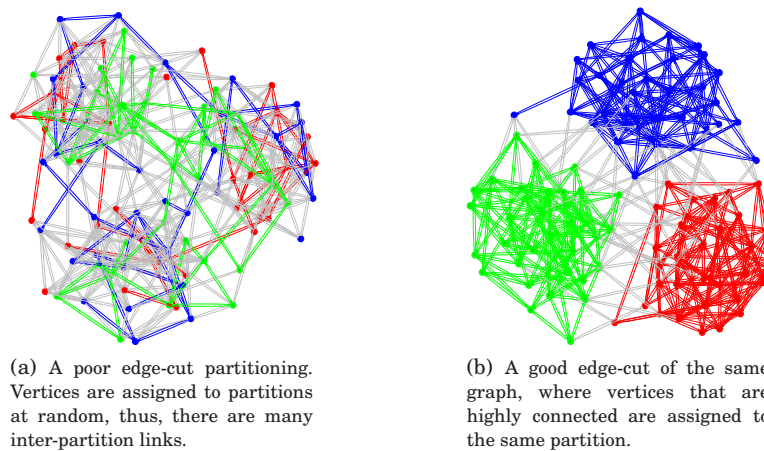 (a) A poor edge-cut partitioning.
Vertices are assigned to partitions
at random, thus, there are many
inter-partition links.
(b) A good edge-cut of the same
graph, where vertices that are
highly connected are assigned to
the same partition.